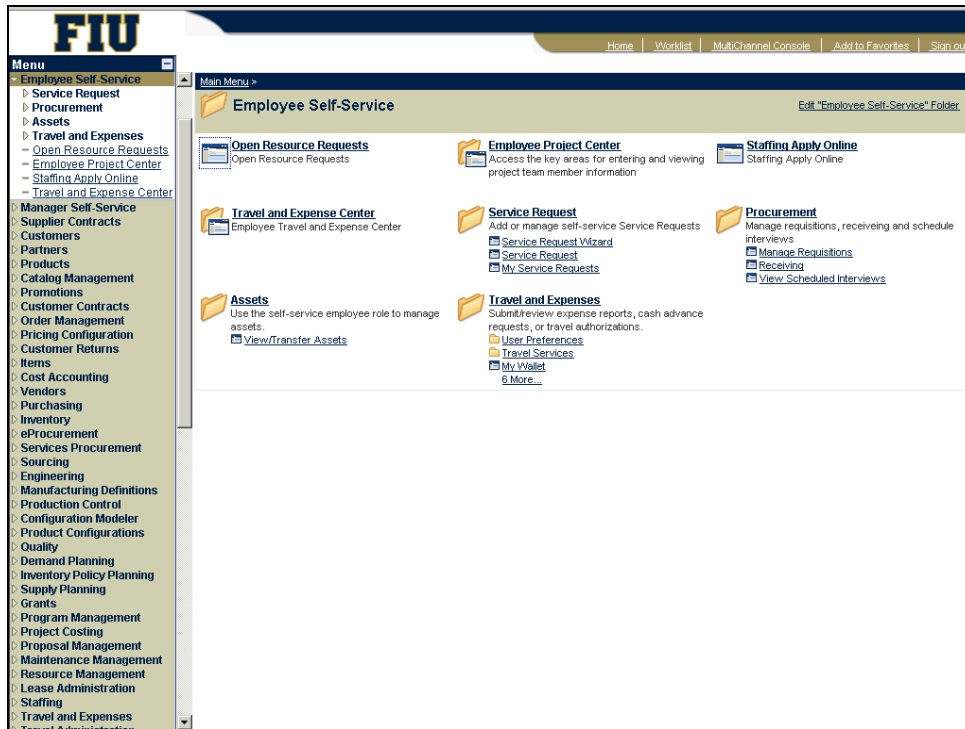 FIU
Home | Worklist | MultiChannel Console | Add to Favorites | Sign ou
Menu
Employee Self-Service
Service Request
Procurement
Assets
Travel and Expenses
Open Resource Requests
Employee Project Center
Staffing Apply Online
Travel and Expense Center
Manager Self-Service
Supplier Contracts
Customers
Partners
Products
Catalog Management
Promotions
Customer Contracts
Order Management
Pricing Configuration
Customer Returns
Items
Cost Accounting
Vendors
Purchasing
Inventory
eProcurement
Services Procurement
Sourcing
Engineering
Manufacturing Definitions
Production Control
Configuration Modeler
Product Configurations
Quality
Demand Planning
Inventory Policy Planning
Supply Planning
Grants
Program Management
Project Costing
Proposal Management
Maintenance Management
Resource Management
Lease Administration
Staffing
Travel and Expenses
Travel Administration
Main Menu >
Employee Self-Service
Edit "Employee Self-Service" Folder
Open Resource Requests
Open Resource Requests
Employee Project Center
Access the key areas for entering and viewing
project team member information
Staffing Apply Online
Staffing Apply Online
Travel and Expense Center
Employee Travel and Expense Center
Service Request
Add or manage self-service Service Requests
Service Request Wizard
Service Request
My Service Requests
Procurement
Manage requisitions, receiveing and schedule
interviews
Manage Requisitions
Receiving
View Scheduled Interviews
Assets
Use the self-service employee role to manage
assets.
View/Transfer Assets
Travel and Expenses
Submit/review expense reports, cash advance
requests, or travel authorizations.
User Preferences
Travel Services
My Wallet
6 More...